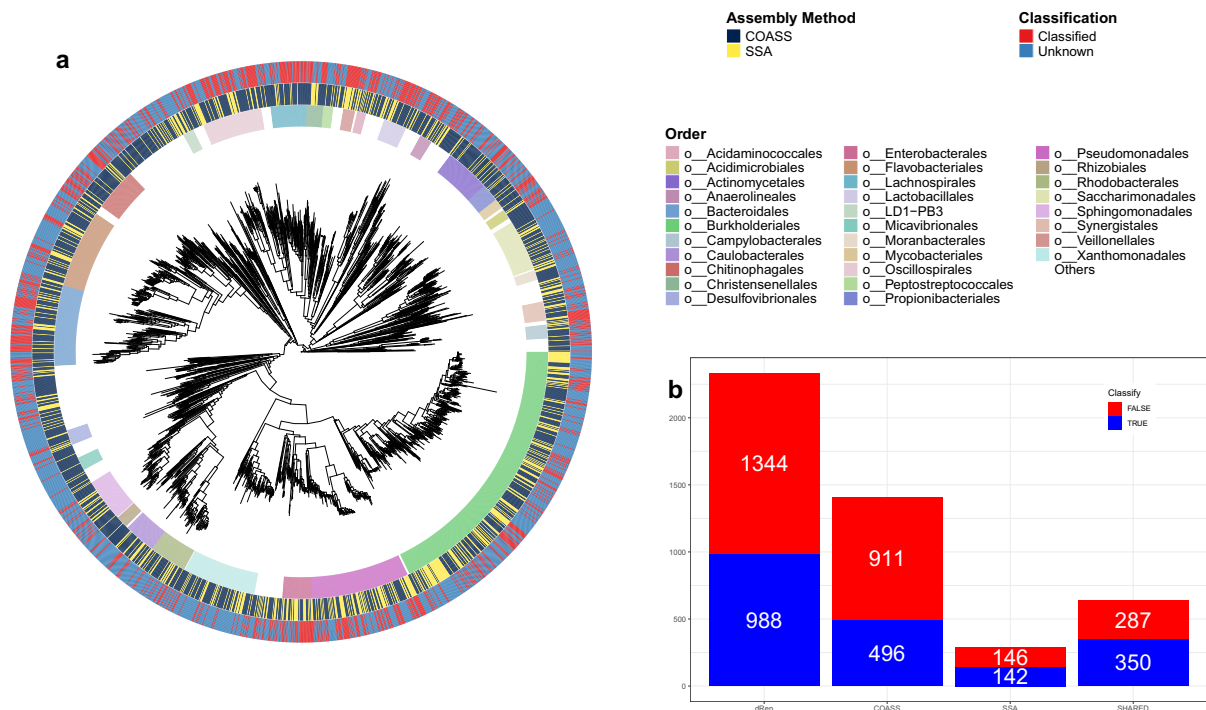 a
Assembly Method
COASS
SSA
Classification
Classified
Unknown
Order
o__Acidaminococcales
o__Acidimicrobiales
o__Actinomycetales
o__Anaerolineales
o__Bacteroidales
o__Burkholderiales
o__Campylobacterales
o__Caulobacterales
o__Chitinophagales
o__Christensenellales
o__Desulfovibrionales
o__Enterobacterales
o__Flavobacteriales
o__Lachnospirales
o__Lactobacillales
o__LD1−PB3
o__Micavibrionales
o__Moranbacterales
o__Mycobacteriales
o__Oscillospirales
o__Peptostreptococcales
o__Propionibacteriales
o__Pseudomonadales
o__Rhizobiales
o__Rhodobacterales
o__Saccharimonadales
o__Sphingomonadales
o__Synergistales
o__Veillonellales
o__Xanthomonadales
Others
b
Classify
FALSE
TRUE
2000
1500
1000
500
0
1344
988
911
496
146
142
287
350
dRep
COASS
SSA
SHARED